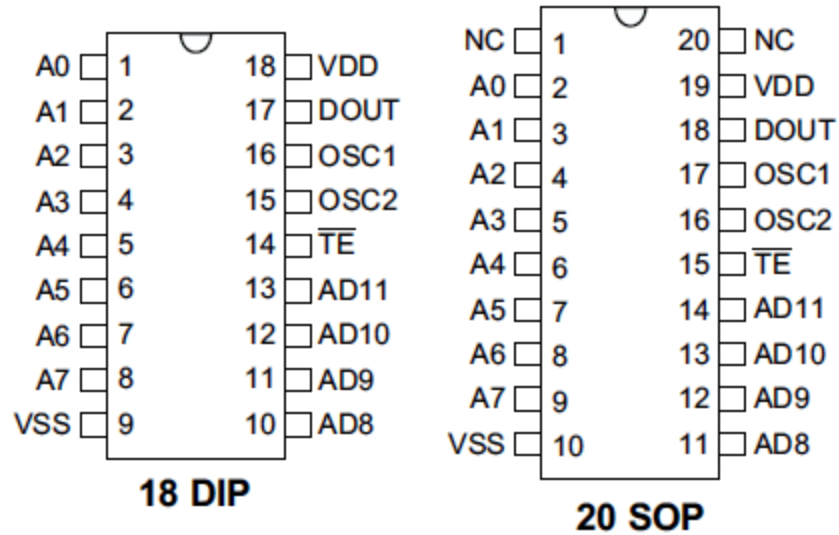 A0 1 18 VDD
A1 2 17 DOUT
A2 3 16 OSC1
A3 4 15 OSC2
A4 5 14 TE
A5 6 13 AD11
A6 7 12 AD10
A7 8 11 AD9
VSS 9 10 AD8
18 DIP
NC 1 20 NC
A0 2 19 VDD
A1 3 18 DOUT
A2 4 17 OSC1
A3 5 16 OSC2
A4 6 15 TE
A5 7 14 AD11
A6 8 13 AD10
A7 9 12 AD9
VSS 10 11 AD8
20 SOP